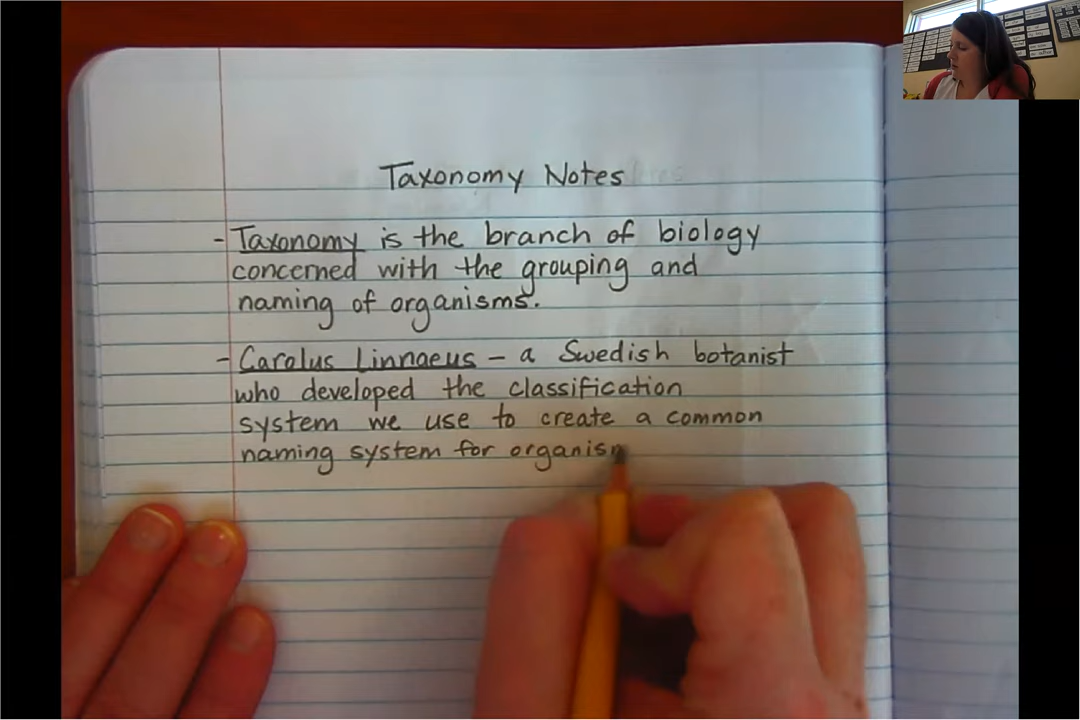 Taxonomy Notes
- Taxonomy is the branch of biology
concerned with the grouping and
naming of organisms.
- Carolus Linnaeus - a Swedish botanist
who developed the classification
system we use to create a common
naming system for